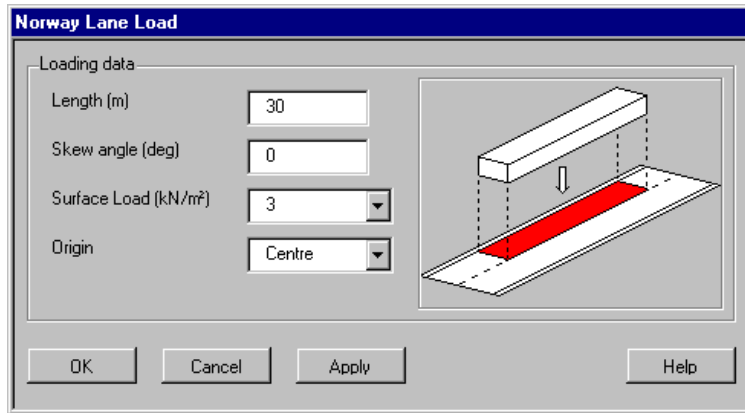 Norway Lane Load
Loading data
Length (m) 30
Skew angle (deg) 0
Surface Load (kN/m²) 3
Origin Centre
OK Cancel Apply Help